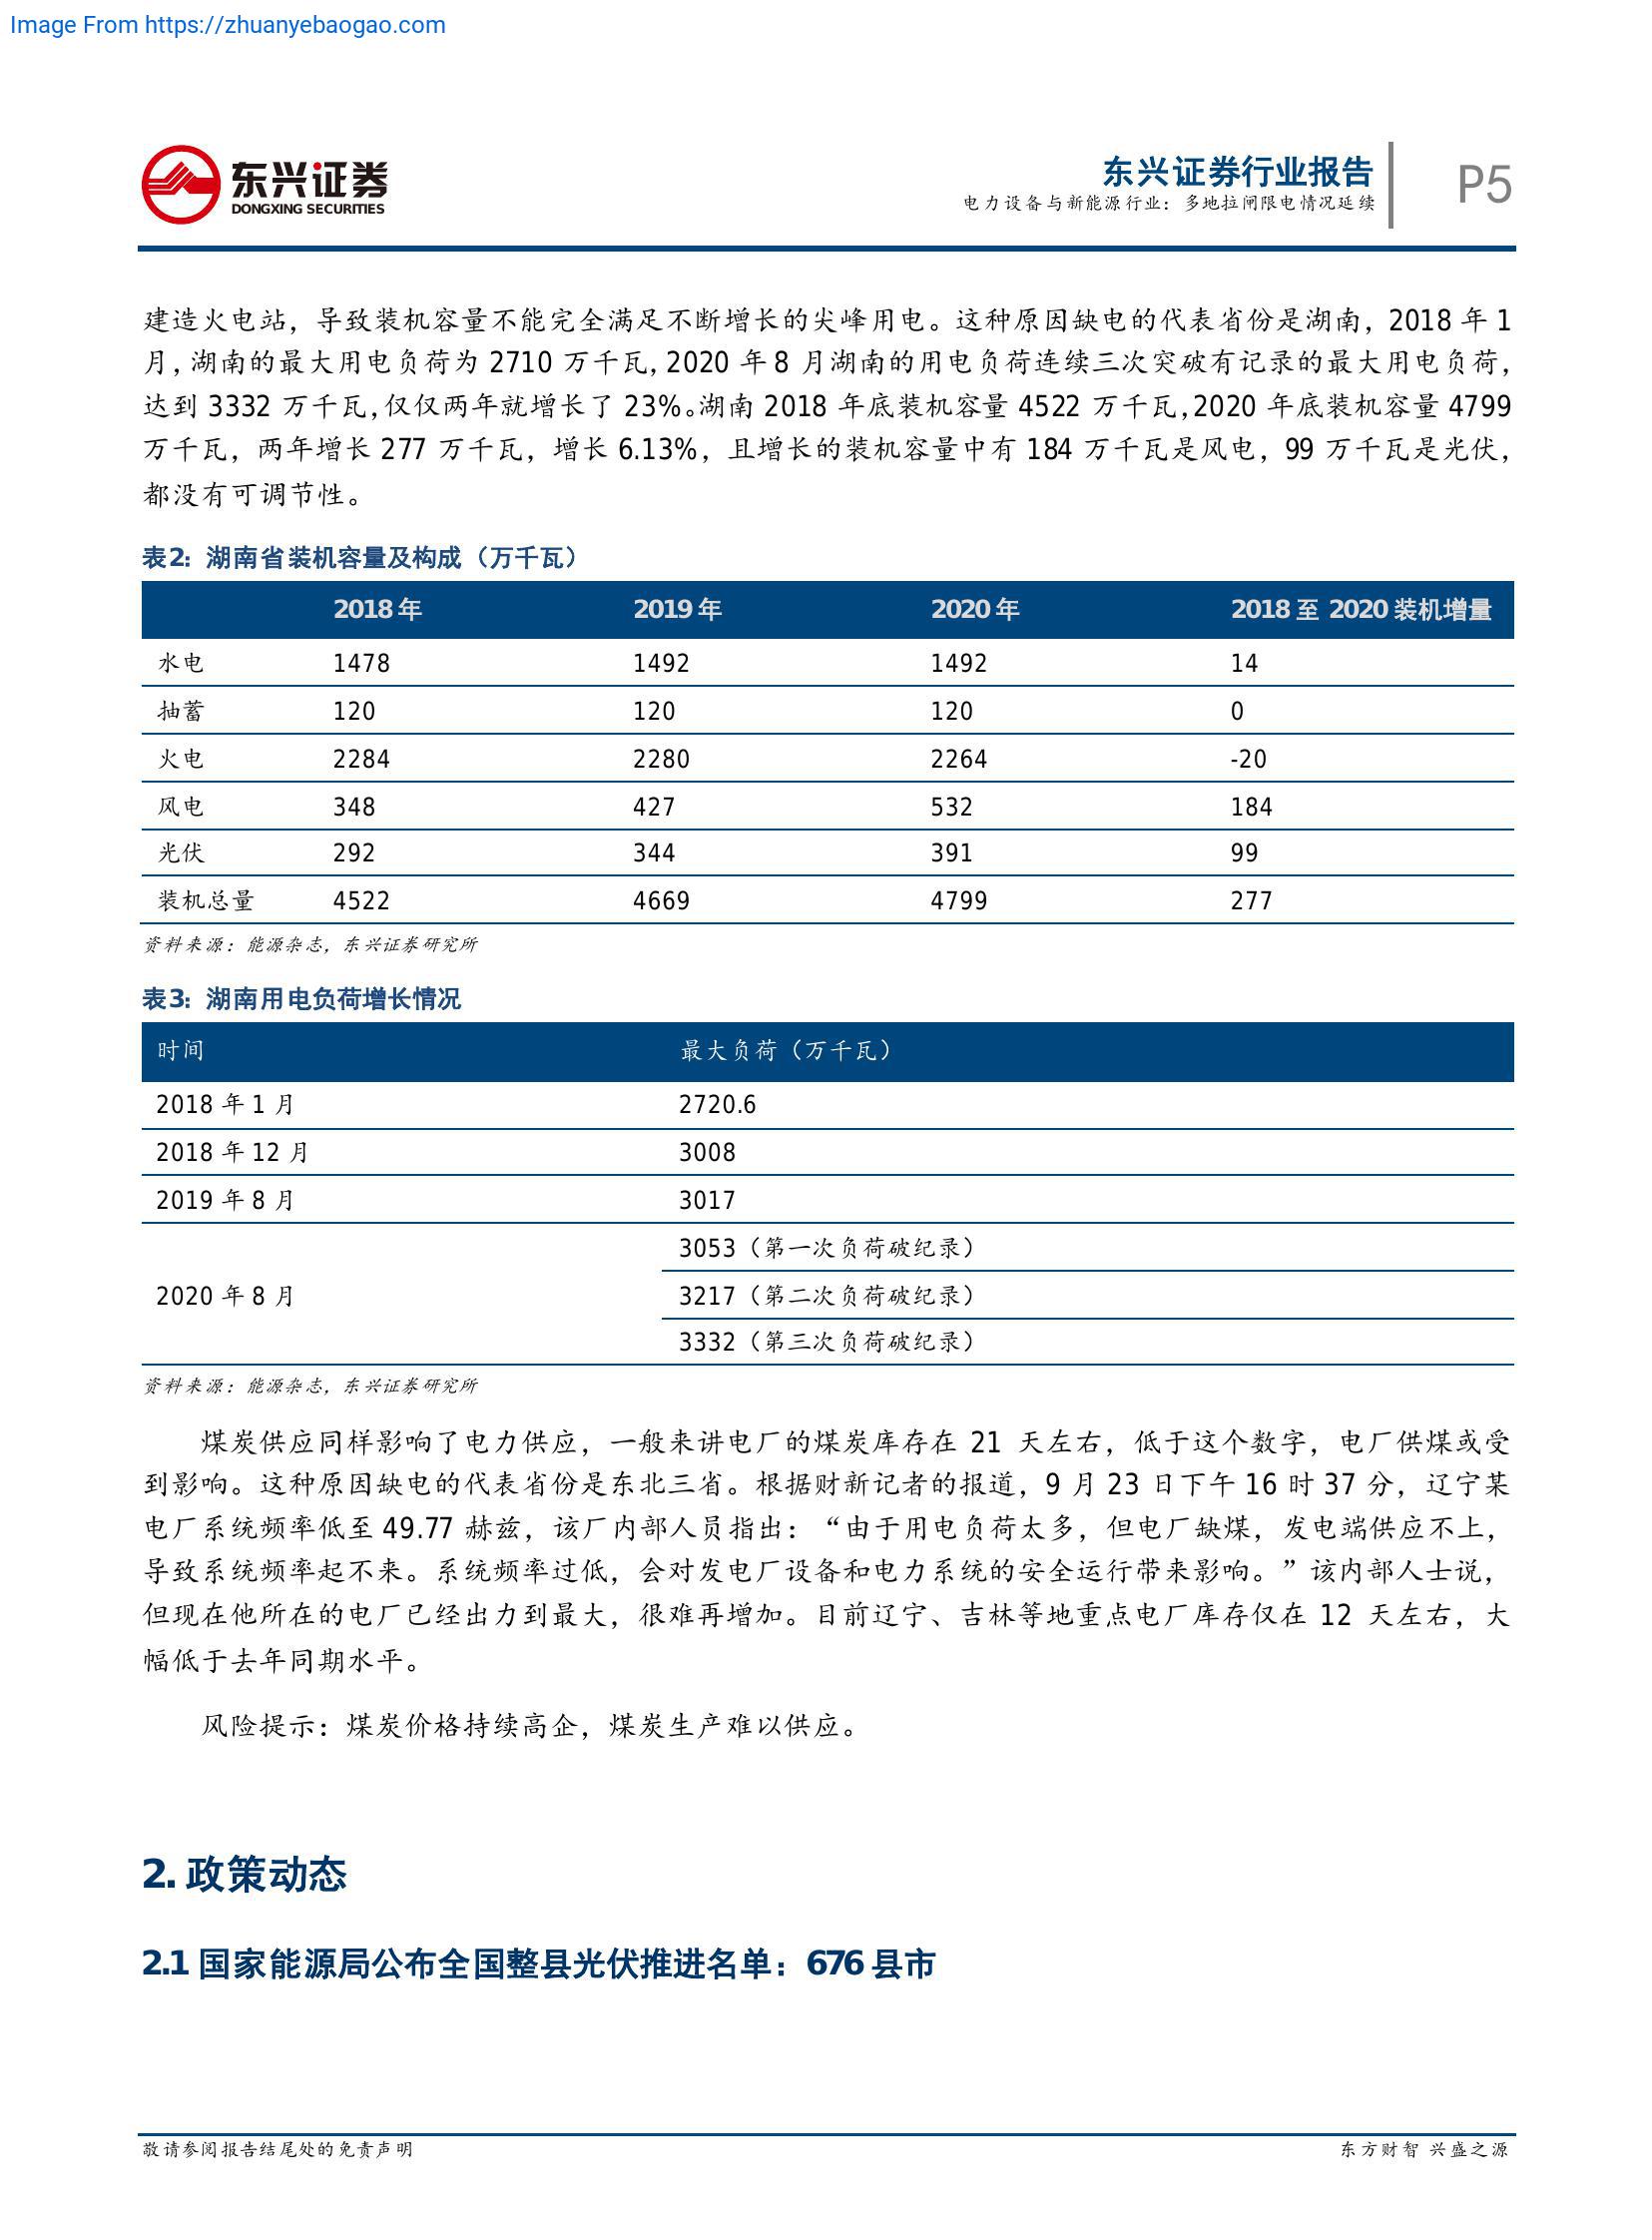 Image From https://zhuanyebaogao.com
东兴证券
DONGXING SECURITIES
东兴证券行业报告
电力设备与新能源行业：多地拉闸限电情况延续
P5
建造火电站，导致装机容量不能完全满足不断增长的尖峰用电。这种原因缺电的代表省份是湖南，2018 年 1
月，湖南的最大用电负荷为 2710 万千瓦，2020 年 8 月湖南的用电负荷连续三次突破有记录的最大用电负荷，
达到 3332 万千瓦，仅仅两年就增长了 23%。湖南 2018 年底装机容量 4522 万千瓦，2020 年底装机容量 4799
万千瓦，两年增长 277 万千瓦，增长 6.13%，且增长的装机容量中有 184 万千瓦是风电，99 万千瓦是光伏，
都没有可调节性。
表2：湖南省装机容量及构成（万千瓦）
2018 年 2019 年 2020 年 2018 至 2020 装机增量
水电 1478 1492 1492 14
抽蓄 120 120 120 0
火电 2284 2280 2264 -20
风电 348 427 532 184
光伏 292 344 391 99
装机总量 4522 4669 4799 277
资料来源：能源杂志，东兴证券研究所
表3：湖南用电负荷增长情况
时间 最大负荷（万千瓦）
2018 年 1 月 2720.6
2018 年 12 月 3008
2019 年 8 月 3017
3053（第一次负荷破纪录）
2020 年 8 月 3217（第二次负荷破纪录）
3332（第三次负荷破纪录）
资料来源：能源杂志，东兴证券研究所
煤炭供应同样影响了电力供应，一般来讲电厂的煤炭库存在 21 天左右，低于这个数字，电厂供煤或受
到影响。这种原因缺电的代表省份是东北三省。根据财新记者的报道，9 月 23 日下午 16 时 37 分，辽宁某
电厂系统频率低至 49.77 赫兹，该厂内部人员指出：“由于用电负荷太多，但电厂缺煤，发电端供应不上，
导致系统频率起不来。系统频率过低，会对发电厂设备和电力系统的安全运行带来影响。”该内部人士说，
但现在他所在的电厂已经出力到最大，很难再增加。目前辽宁、吉林等地重点电厂库存仅在 12 天左右，大
幅低于去年同期水平。
风险提示：煤炭价格持续高企，煤炭生产难以供应。
2. 政策动态
2.1 国家能源局公布全国整县光伏推进名单：676 县市
敬请参阅报告结尾处的免责声明
东方财智 兴盛之源